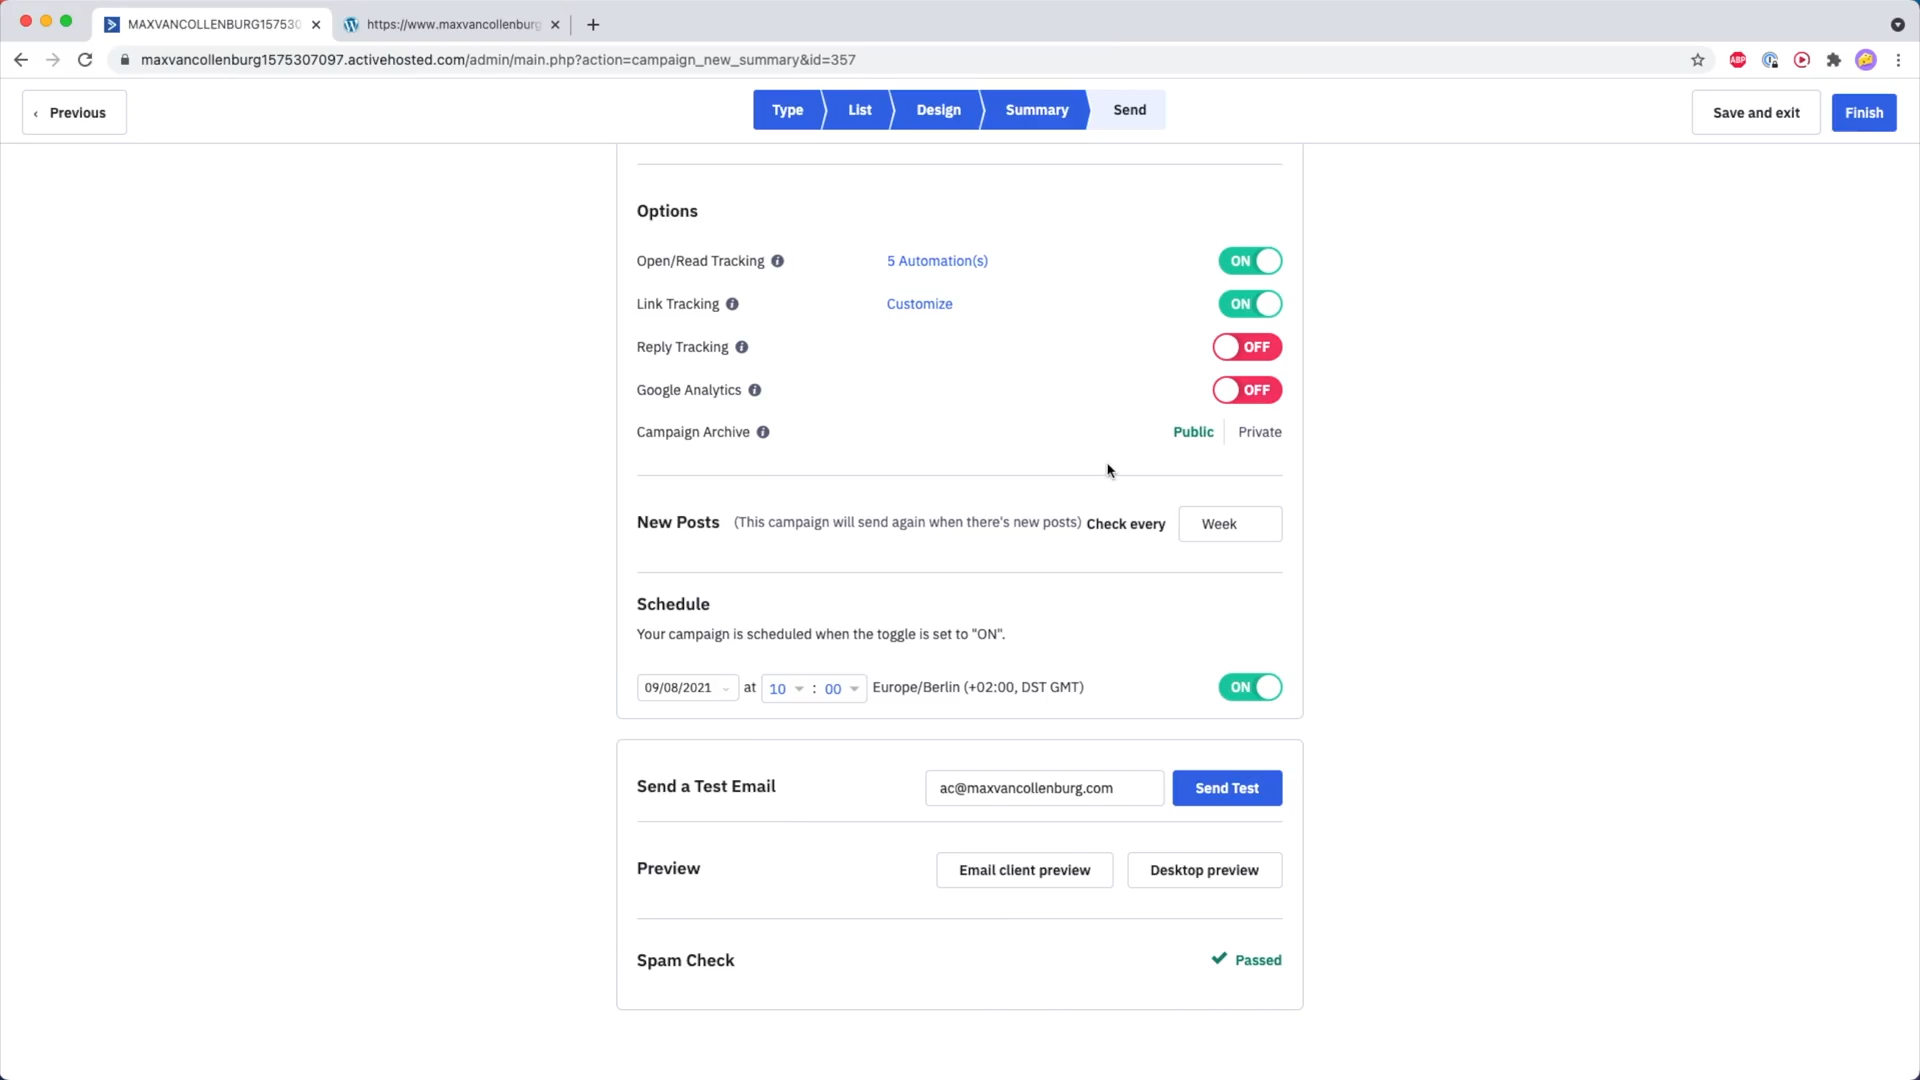 MAXVANCOLLENBURG157530
https://www.maxvancollenburg
maxvancollenburg1575307097.activehosted.com/admin/main.php?action=campaign_new_summary&id=357
ABP
Previous
Type
List
Design
Summary
Send
Save and exit
Finish
Options
Open/Read Tracking
5 Automation(s)
ON
Link Tracking
Customize
ON
Reply Tracking
OFF
Google Analytics
OFF
Campaign Archive
Public
Private
New Posts (This campaign will send again when there's new posts) Check every Week
Schedule
Your campaign is scheduled when the toggle is set to "ON".
09/08/2021 at 10 : 00 Europe/Berlin (+02:00, DST GMT)
ON
Send a Test Email
ac@maxvancollenburg.com
Send Test
Preview
Email client preview
Desktop preview
Spam Check
Passed